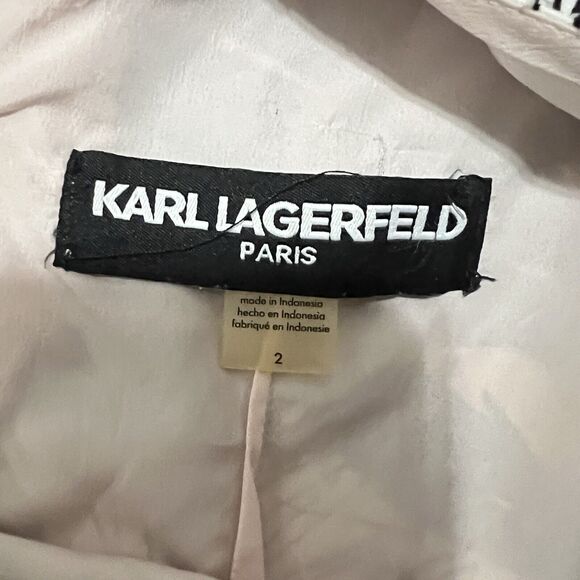 KARL LAGERFELD
PARIS
made in Indonesia
hecho en Indonesia
fabriqué en Indonesie
2